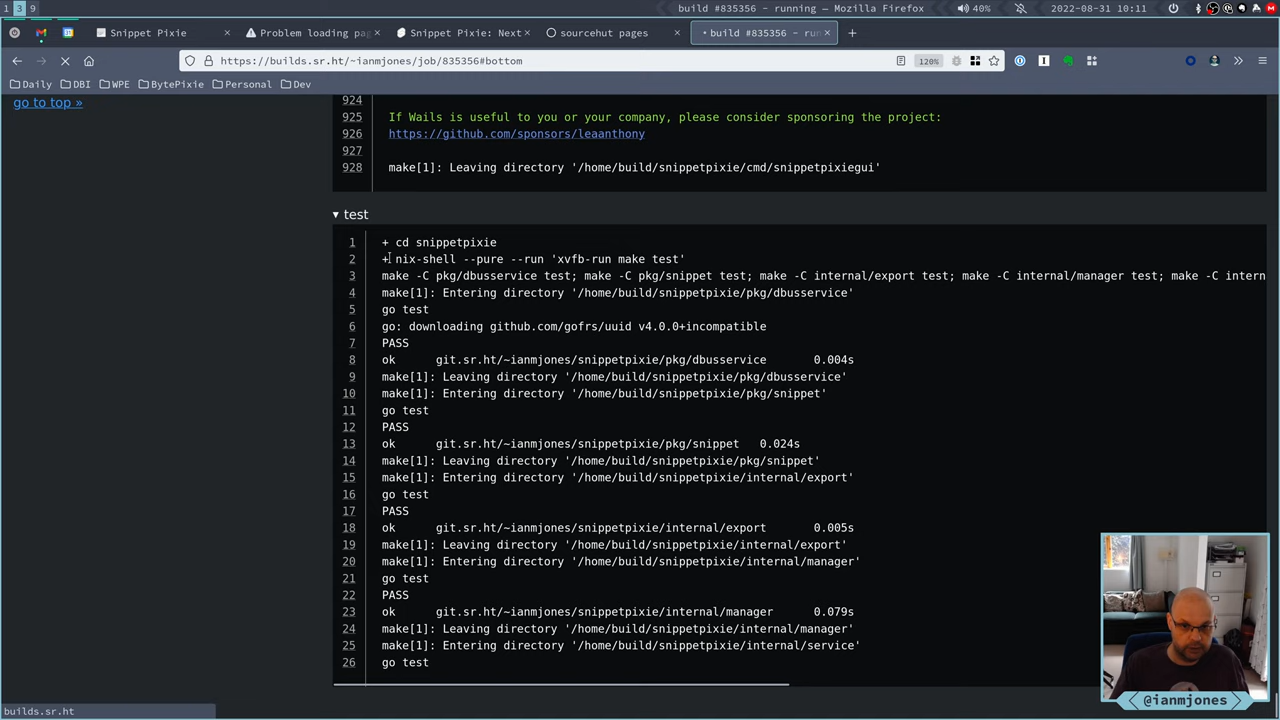 1 3 9
build #835356 - running — Mozilla Firefox
40%
2022-08-31 10:11
Snippet Pixie
Problem loading pag
Snippet Pixie: Next
sourcehut pages
build #835356 - run
https://builds.sr.ht/~ianmjones/job/835356#bottom
120%
Daily
DBI
WPE
BytePixie
Personal
Dev
go to top »
924
925 If Wails is useful to you or your company, please consider sponsoring the project:
926 https://github.com/sponsors/leaanthony
927
928 make[1]: Leaving directory '/home/build/snippetpixie/cmd/snippetpixiegui'
▾ test
1 + cd snippetpixie
2 + nix-shell --pure --run 'xvfb-run make test'
3 make -C pkg/dbusservice test; make -C pkg/snippet test; make -C internal/export test; make -C internal/manager test; make -C intern
4 make[1]: Entering directory '/home/build/snippetpixie/pkg/dbusservice'
5 go test
6 go: downloading github.com/gofrs/uuid v4.0.0+incompatible
7 PASS
8 ok git.sr.ht/~ianmjones/snippetpixie/pkg/dbusservice 0.004s
9 make[1]: Leaving directory '/home/build/snippetpixie/pkg/dbusservice'
10 make[1]: Entering directory '/home/build/snippetpixie/pkg/snippet'
11 go test
12 PASS
13 ok git.sr.ht/~ianmjones/snippetpixie/pkg/snippet 0.024s
14 make[1]: Leaving directory '/home/build/snippetpixie/pkg/snippet'
15 make[1]: Entering directory '/home/build/snippetpixie/internal/export'
16 go test
17 PASS
18 ok git.sr.ht/~ianmjones/snippetpixie/internal/export 0.005s
19 make[1]: Leaving directory '/home/build/snippetpixie/internal/export'
20 make[1]: Entering directory '/home/build/snippetpixie/internal/manager'
21 go test
22 PASS
23 ok git.sr.ht/~ianmjones/snippetpixie/internal/manager 0.079s
24 make[1]: Leaving directory '/home/build/snippetpixie/internal/manager'
25 make[1]: Entering directory '/home/build/snippetpixie/internal/service'
26 go test
@ianmjones
builds.sr.ht